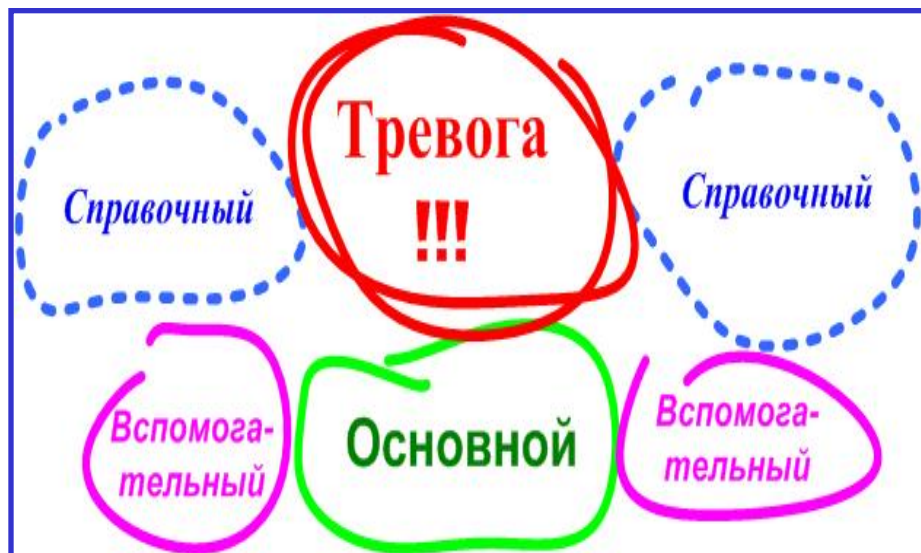 Тревога
!!!
Справочный
Справочный
Вспомога-
тельный
Основной
Вспомога-
тельный